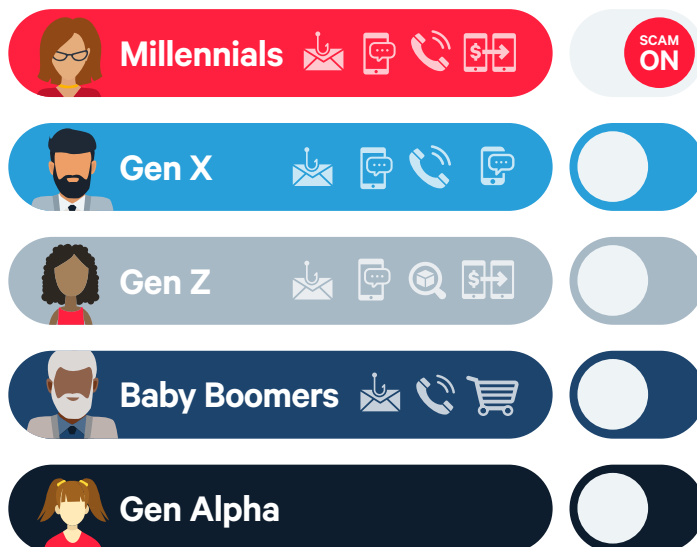 Millennials
SCAM
ON
Gen X
Gen Z
Baby Boomers
Gen Alpha